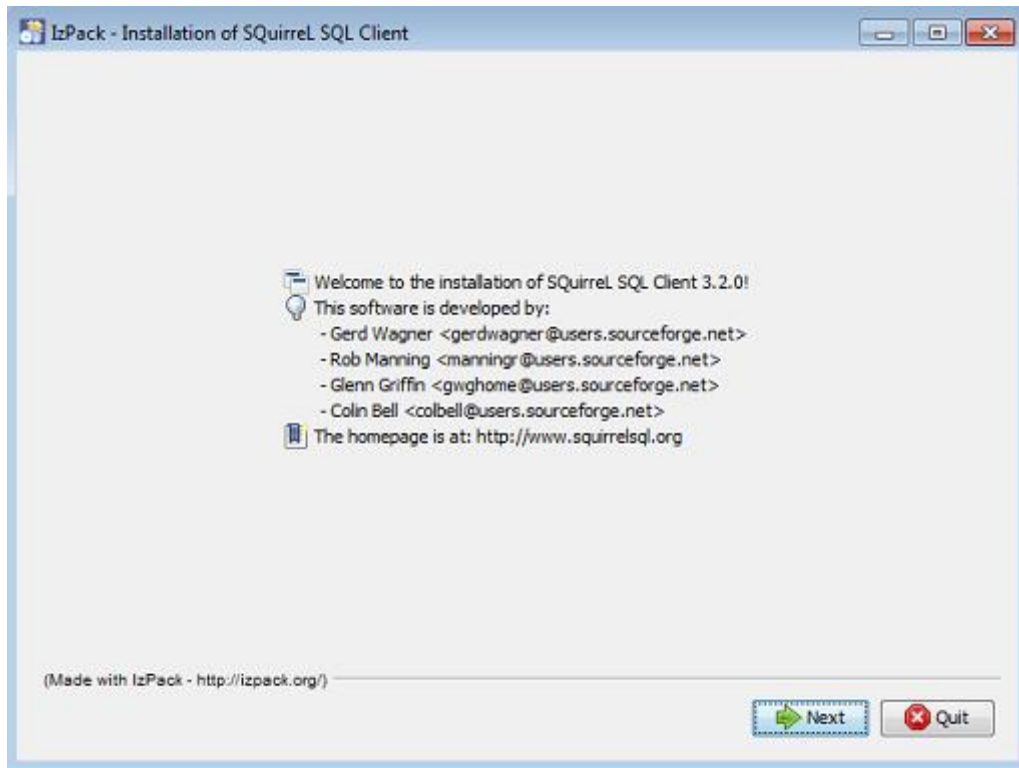 IzPack - Installation of SQuirreL SQL Client
Welcome to the installation of SQuirreL SQL Client 3.2.0!
This software is developed by:
- Gerd Wagner <gerdwagner@users.sourceforge.net>
- Rob Manning <manningr@users.sourceforge.net>
- Glenn Griffin <gwghome@users.sourceforge.net>
- Colin Bell <colbell@users.sourceforge.net>
The homepage is at: http://www.squirrelsql.org
(Made with IzPack - http://izpack.org/)
Next Quit